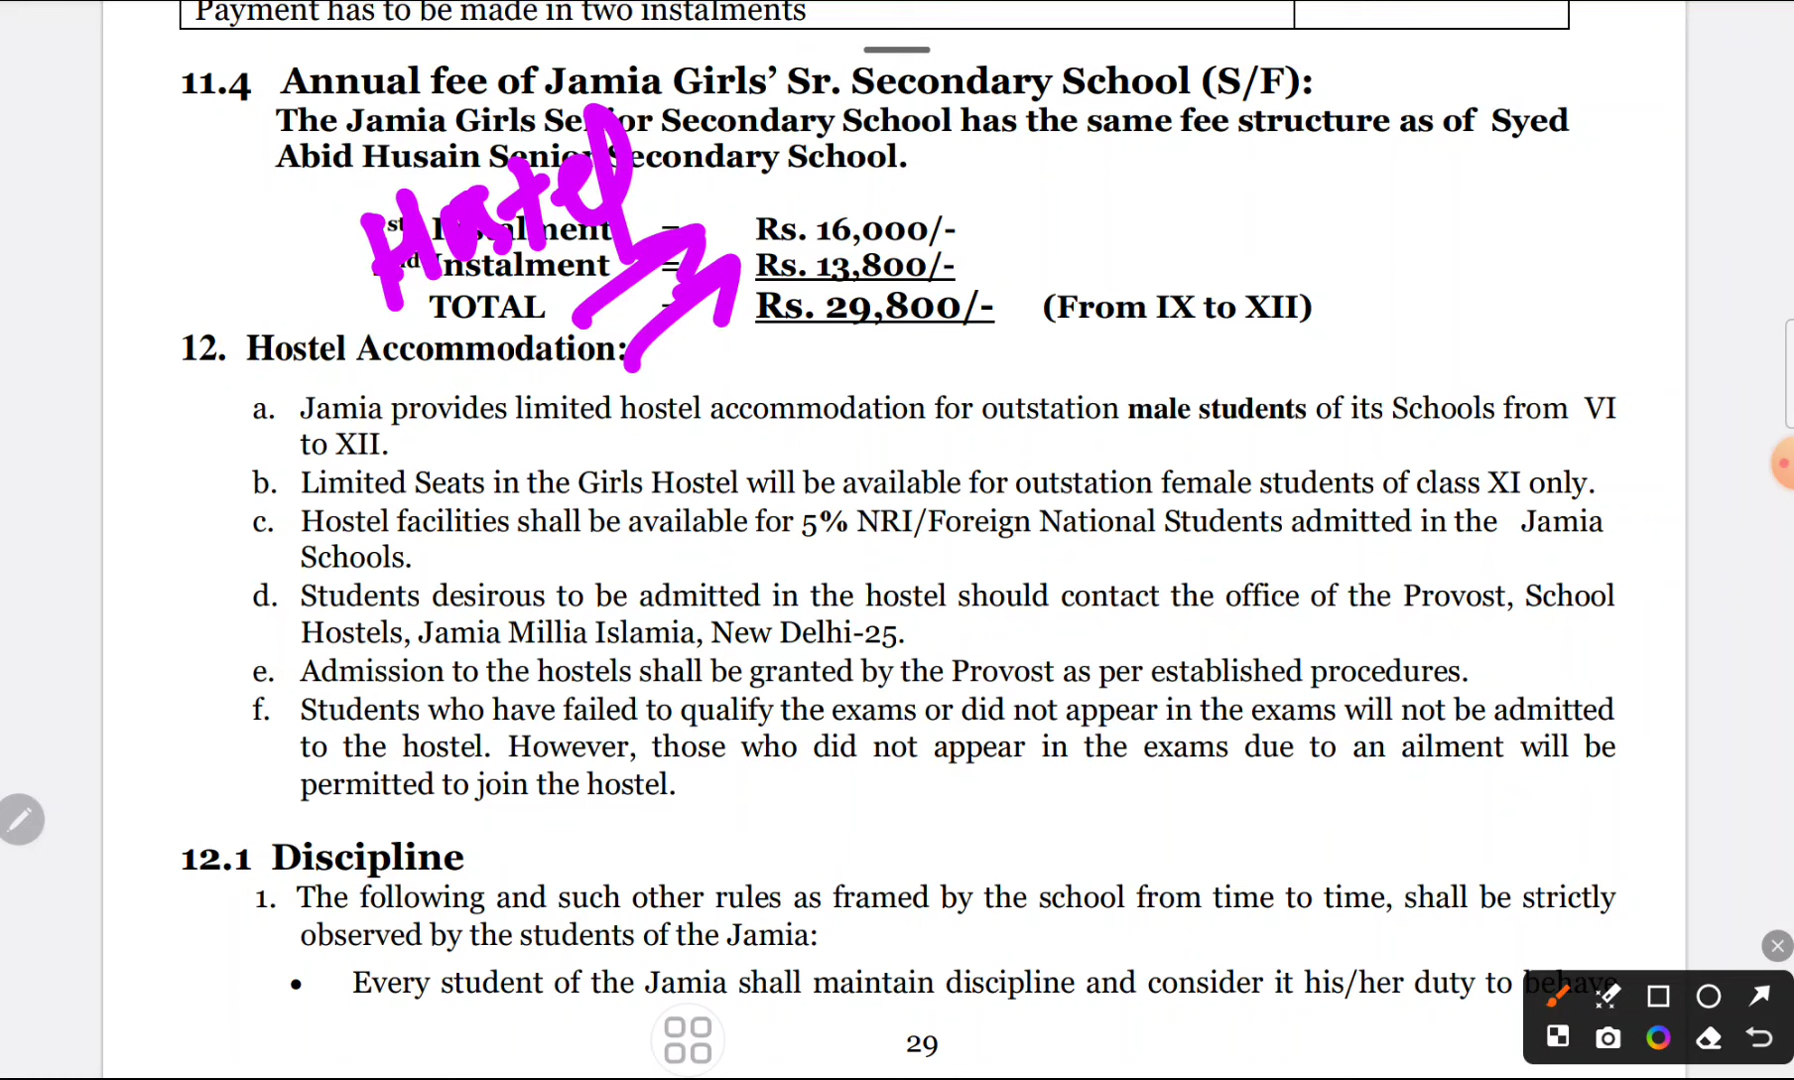 Payment has to be made in two instalments
11.4 Annual fee of Jamia Girls’ Sr. Secondary School (S/F):
The Jamia Girls Senior Secondary School has the same fee structure as of Syed
Abid Husain Senior Secondary School.
Hostel
st Instalment = Rs. 16,000/-
nd Instalment = Rs. 13,800/-
TOTAL Rs. 29,800/- (From IX to XII)
12. Hostel Accommodation:
a. Jamia provides limited hostel accommodation for outstation male students of its Schools from VI
to XII.
b. Limited Seats in the Girls Hostel will be available for outstation female students of class XI only.
c. Hostel facilities shall be available for 5% NRI/Foreign National Students admitted in the Jamia
Schools.
d. Students desirous to be admitted in the hostel should contact the office of the Provost, School
Hostels, Jamia Millia Islamia, New Delhi-25.
e. Admission to the hostels shall be granted by the Provost as per established procedures.
f. Students who have failed to qualify the exams or did not appear in the exams will not be admitted
to the hostel. However, those who did not appear in the exams due to an ailment will be
permitted to join the hostel.
12.1 Discipline
1. The following and such other rules as framed by the school from time to time, shall be strictly
observed by the students of the Jamia:
• Every student of the Jamia shall maintain discipline and consider it his/her duty to behave
29